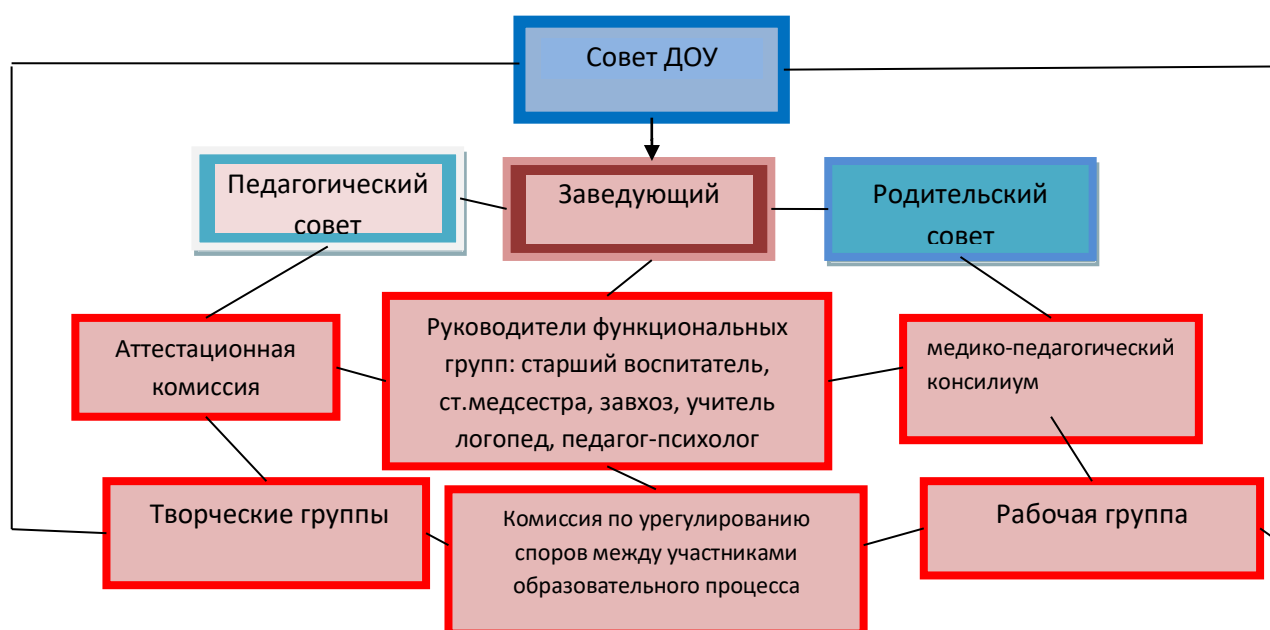 Совет ДОУ
Педагогический
совет
Заведующий
Родительский
совет
Аттестационная
комиссия
Руководители функциональных
групп: старший воспитатель,
ст.медсестра, завхоз, учитель
логопед, педагог-психолог
медико-педагогический
консилиум
Творческие группы
Комиссия по урегулированию
споров между участниками
образовательного процесса
Рабочая группа